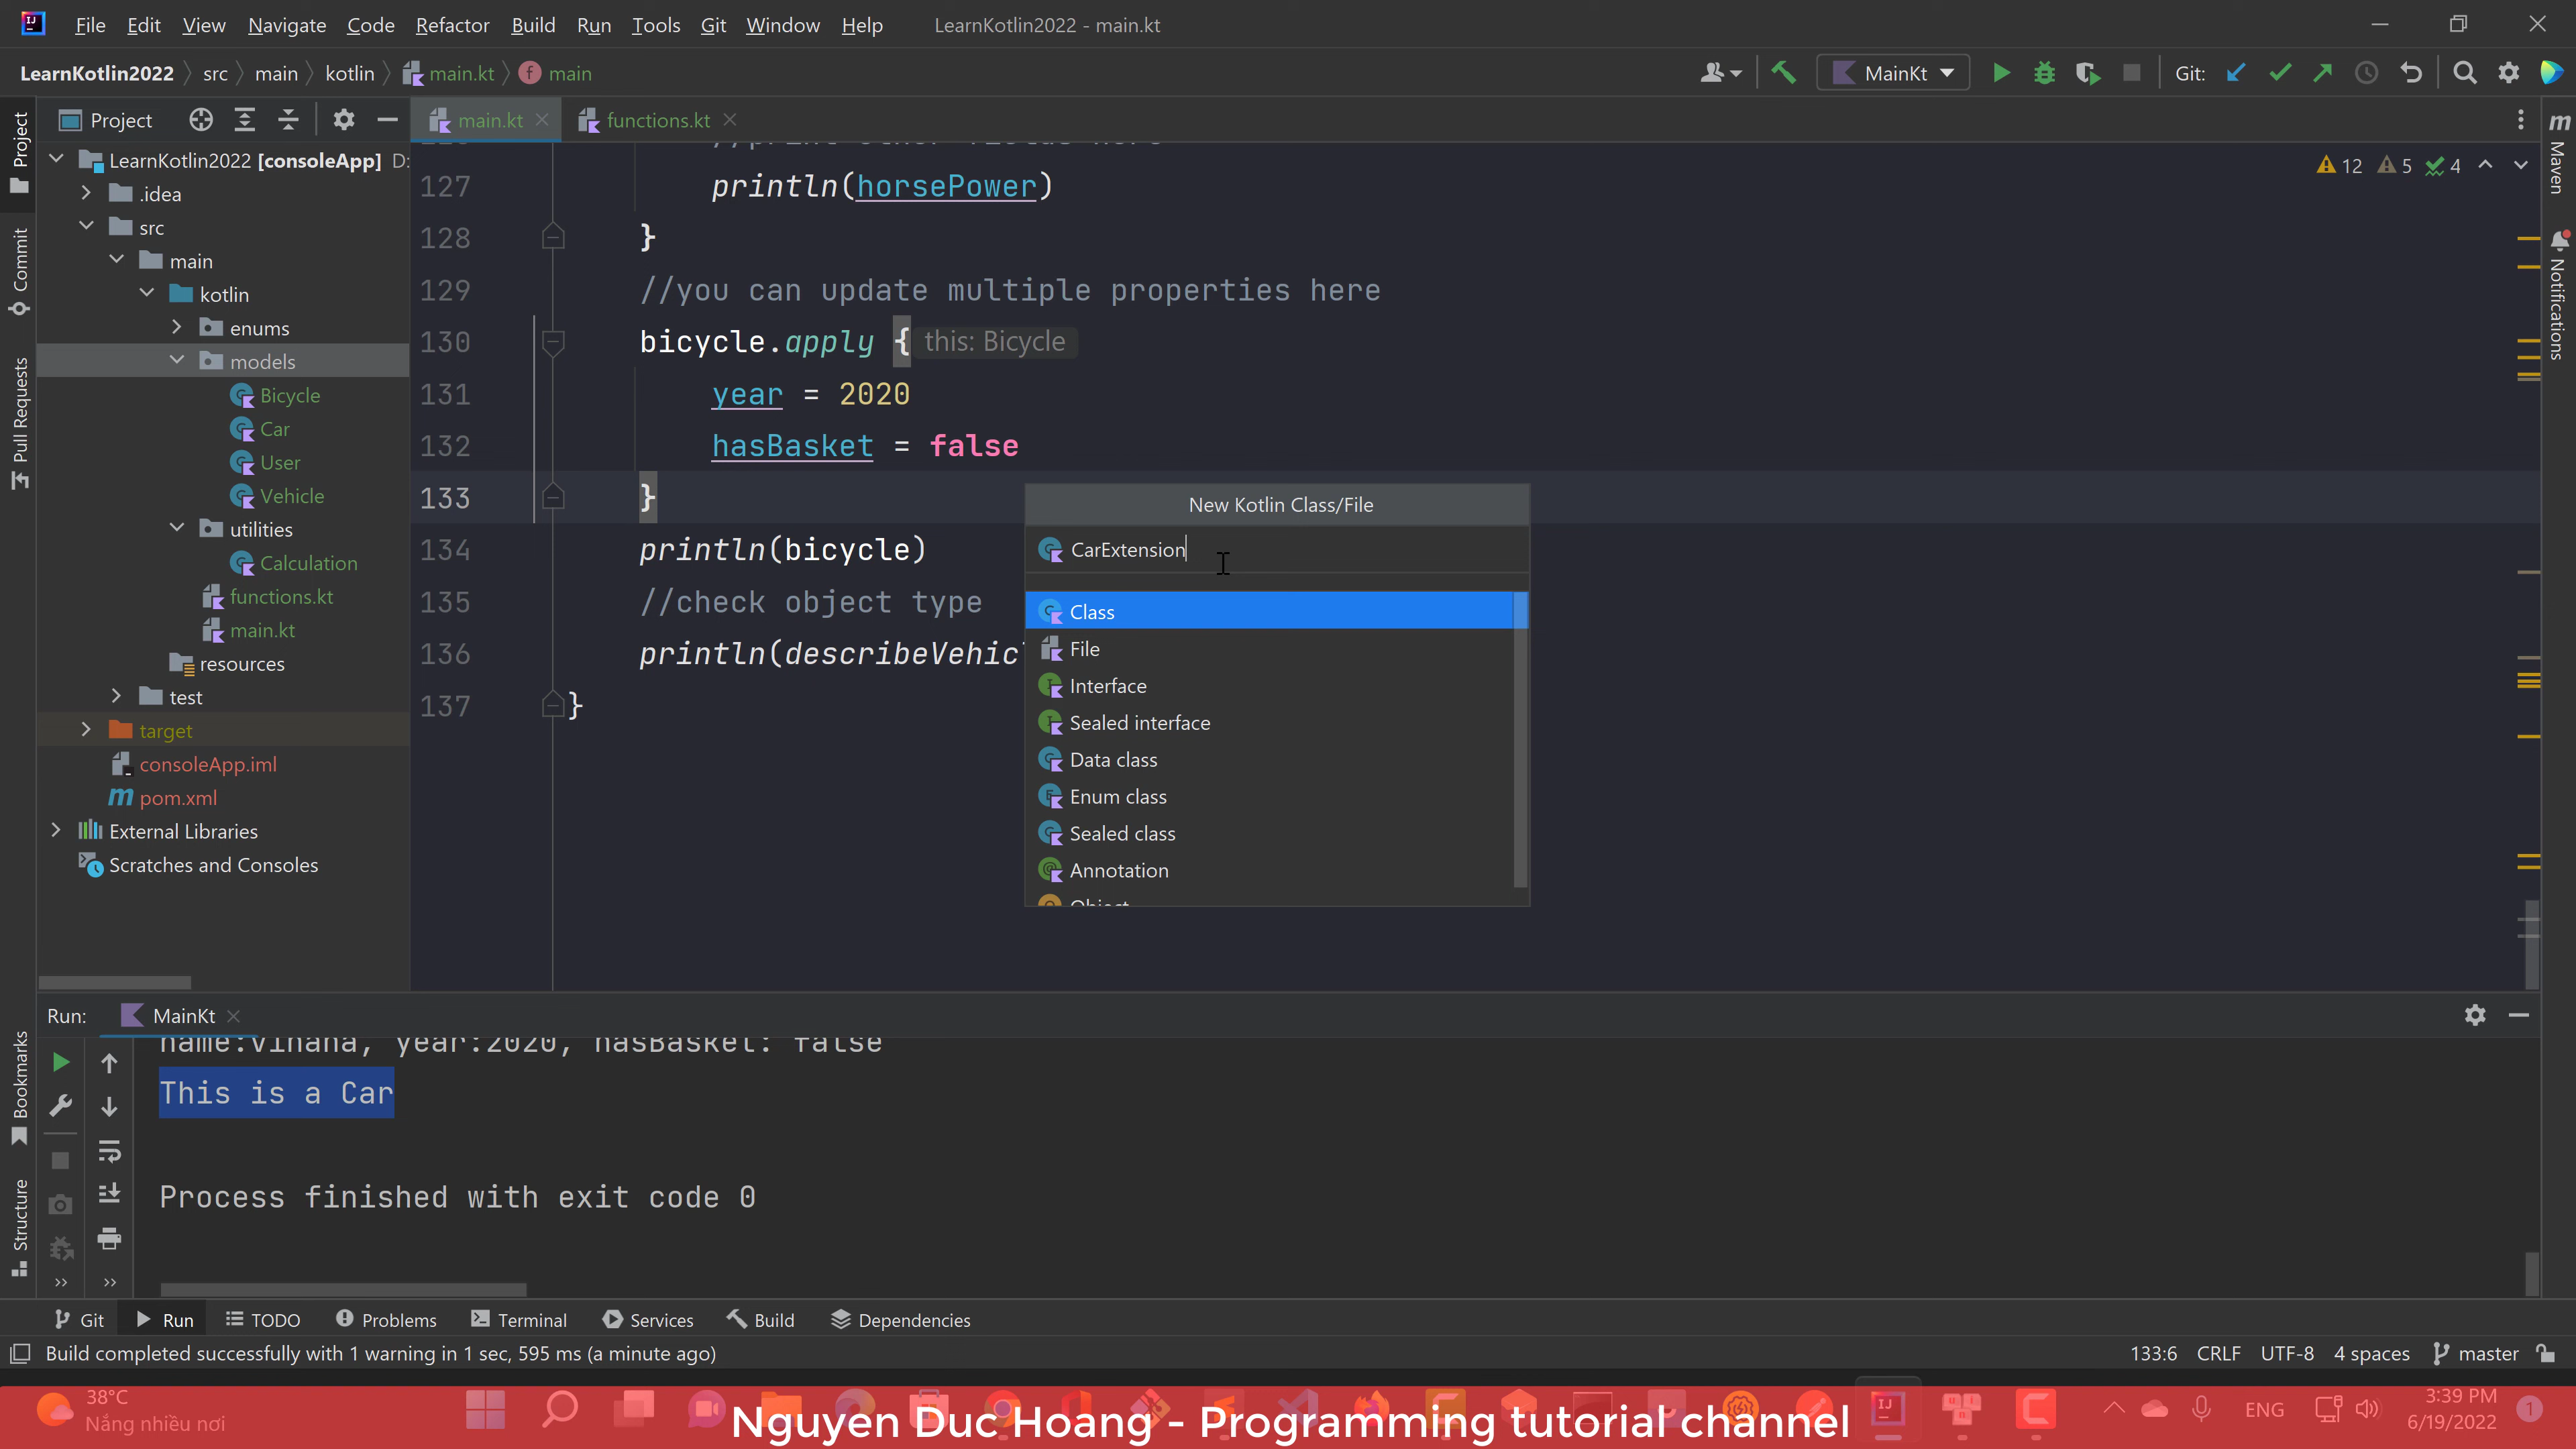 File Edit View Navigate Code Refactor Build Run Tools Git Window Help LearnKotlin2022 - main.kt
LearnKotlin2022 src main kotlin main.kt main
MainKt Git:
Project
main.kt
functions.kt
Project
Commit
Pull Requests
Bookmarks
Structure
Maven
Notifications
LearnKotlin2022 [consoleApp] D:
.idea
src
main
kotlin
enums
models
Bicycle
Car
User
Vehicle
utilities
Calculation
functions.kt
main.kt
resources
test
target
consoleApp.iml
pom.xml
External Libraries
Scratches and Consoles
12 5 4
127 println(horsePower)
128 }
129 //you can update multiple properties here
130 bicycle.apply { this: Bicycle
131 year = 2020
132 hasBasket = false
133 }
134 println(bicycle)
135 //check object type
136 println(describeVehic
137 }
New Kotlin Class/File
CarExtension
Class
File
Interface
Sealed interface
Data class
Enum class
Sealed class
Annotation
Object
Run: MainKt
name:Vinaha, year:2020, hasBasket: false
This is a Car
Process finished with exit code 0
Git Run TODO Problems Terminal Services Build Dependencies
Build completed successfully with 1 warning in 1 sec, 595 ms (a minute ago)
133:6 CRLF UTF-8 4 spaces master
38°C
Nắng nhiều nơi
Nguyen Duc Hoang - Programming tutorial channel
ENG
3:39 PM
6/19/2022
1